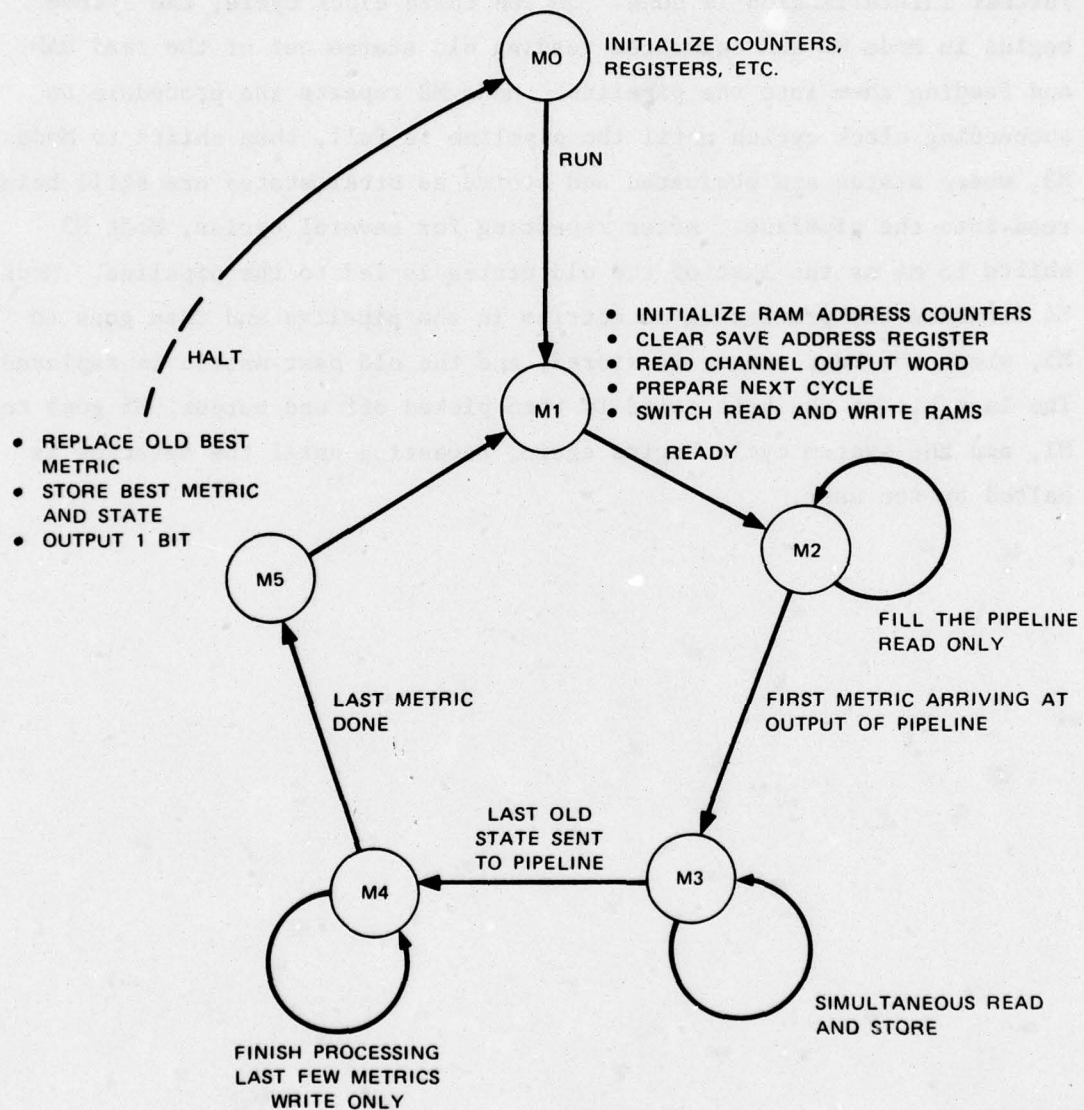 M0
INITIALIZE COUNTERS,
REGISTERS, ETC.
RUN
HALT
• INITIALIZE RAM ADDRESS COUNTERS
• CLEAR SAVE ADDRESS REGISTER
• READ CHANNEL OUTPUT WORD
• PREPARE NEXT CYCLE
• SWITCH READ AND WRITE RAMS
M1
READY
• REPLACE OLD BEST
METRIC
• STORE BEST METRIC
AND STATE
• OUTPUT 1 BIT
M2
M5
FILL THE PIPELINE
READ ONLY
LAST METRIC
DONE
FIRST METRIC ARRIVING AT
OUTPUT OF PIPELINE
LAST OLD
STATE SENT
TO PIPELINE
M4
M3
SIMULTANEOUS READ
AND STORE
FINISH PROCESSING
LAST FEW METRICS
WRITE ONLY